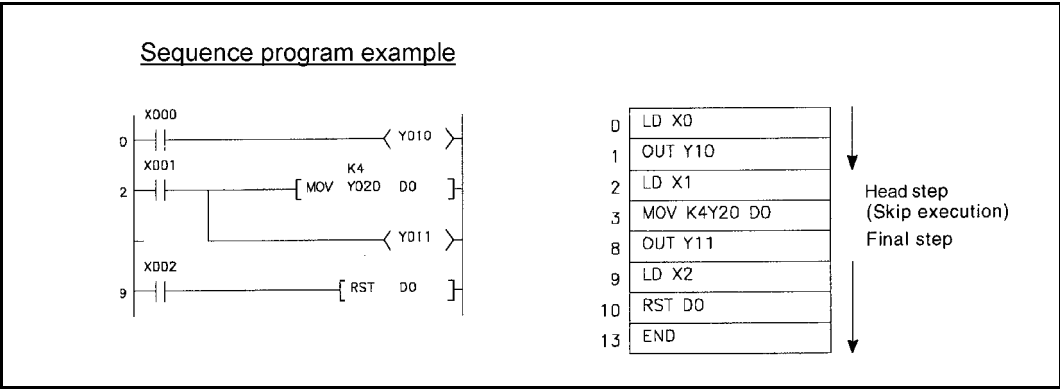 Sequence program example
X000
0 Y010
X001 K4
2 MOV Y020 D0
Y011
X002
9 RST D0
0 LD X0
1 OUT Y10
2 LD X1
3 MOV K4Y20 D0
8 OUT Y11
9 LD X2
10 RST D0
13 END
Head step
(Skip execution)
Final step